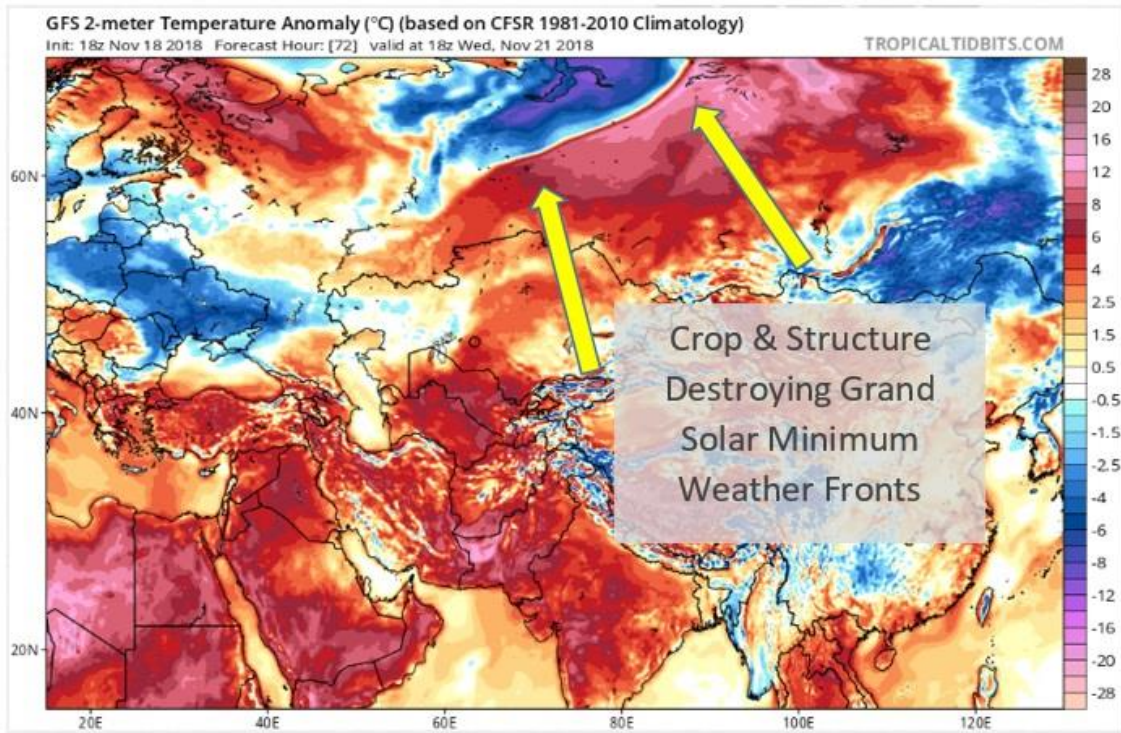 GFS 2-meter Temperature Anomaly (°C) (based on CFSR 1981-2010 Climatology)
Init: 18z Nov 18 2018 Forecast Hour: [72] valid at 18z Wed, Nov 21 2018
TROPICALTIDBITS.COM
28
20
16
12
8
6
4
2.5
1.5
0.5
-0.5
-1.5
-2.5
-4
-6
-8
-12
-16
-20
-28
60N
40N
20N
Crop & Structure
Destroying Grand
Solar Minimum
Weather Fronts
20E
40E
60E
80E
100E
120E